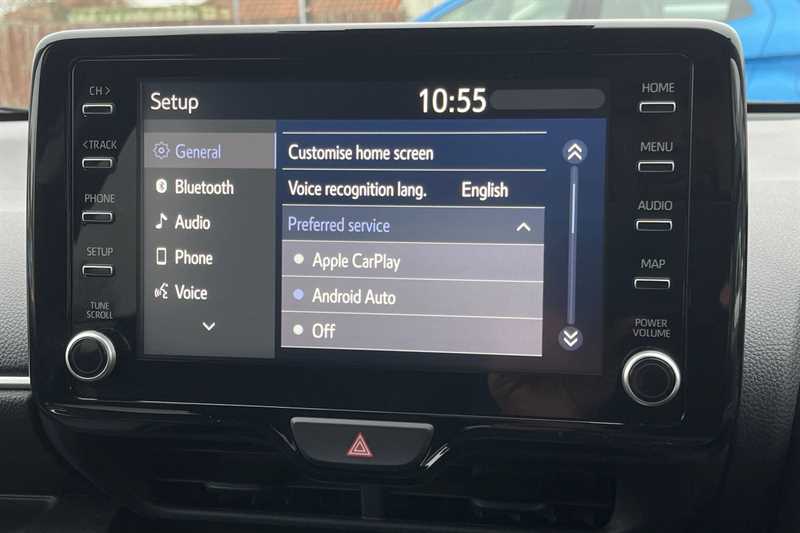 CH >
< TRACK
PHONE
SETUP
TUNE
SCROLL
Setup
10:55
General
Bluetooth
Audio
Phone
Voice
Customise home screen
Voice recognition lang. English
Preferred service
Apple CarPlay
Android Auto
Off
HOME
MENU
AUDIO
MAP
POWER
VOLUME